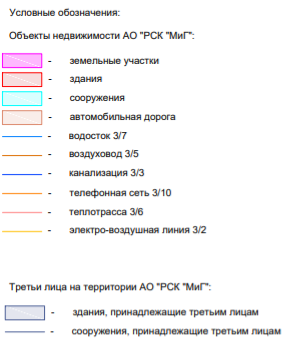 Условные обозначения:
Объекты недвижимости АО "РСК "МиГ":
- земельные участки
- здания
- сооружения
- автомобильная дорога
- водосток 3/7
- воздуховод 3/5
- канализация 3/3
- телефонная сеть 3/10
- теплотрасса 3/6
- электро-воздушная линия 3/2
Третьи лица на территории АО "РСК "МиГ":
- здания, принадлежащие третьим лицам
- сооружения, принадлежащие третьим лицам